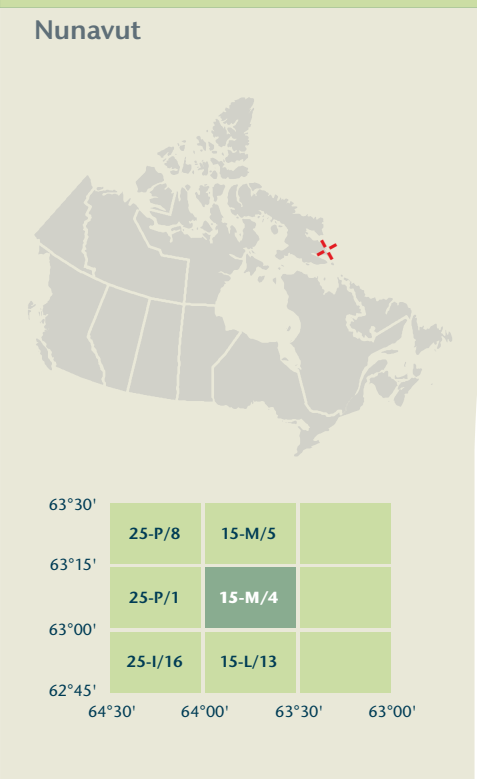 Nunavut
63°30'
25-P/8 15-M/5
63°15'
25-P/1 15-M/4
63°00'
25-I/16 15-L/13
62°45'
64°30' 64°00' 63°30' 63°00'